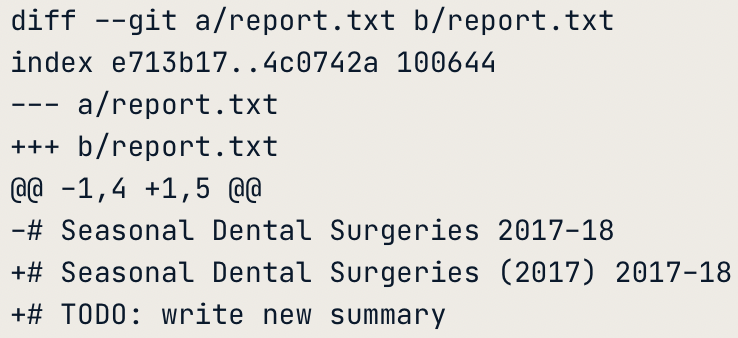 diff --git a/report.txt b/report.txt
index e713b17..4c0742a 100644
--- a/report.txt
+++ b/report.txt
@@ -1,4 +1,5 @@
-# Seasonal Dental Surgeries 2017-18
+# Seasonal Dental Surgeries (2017) 2017-18
+# TODO: write new summary